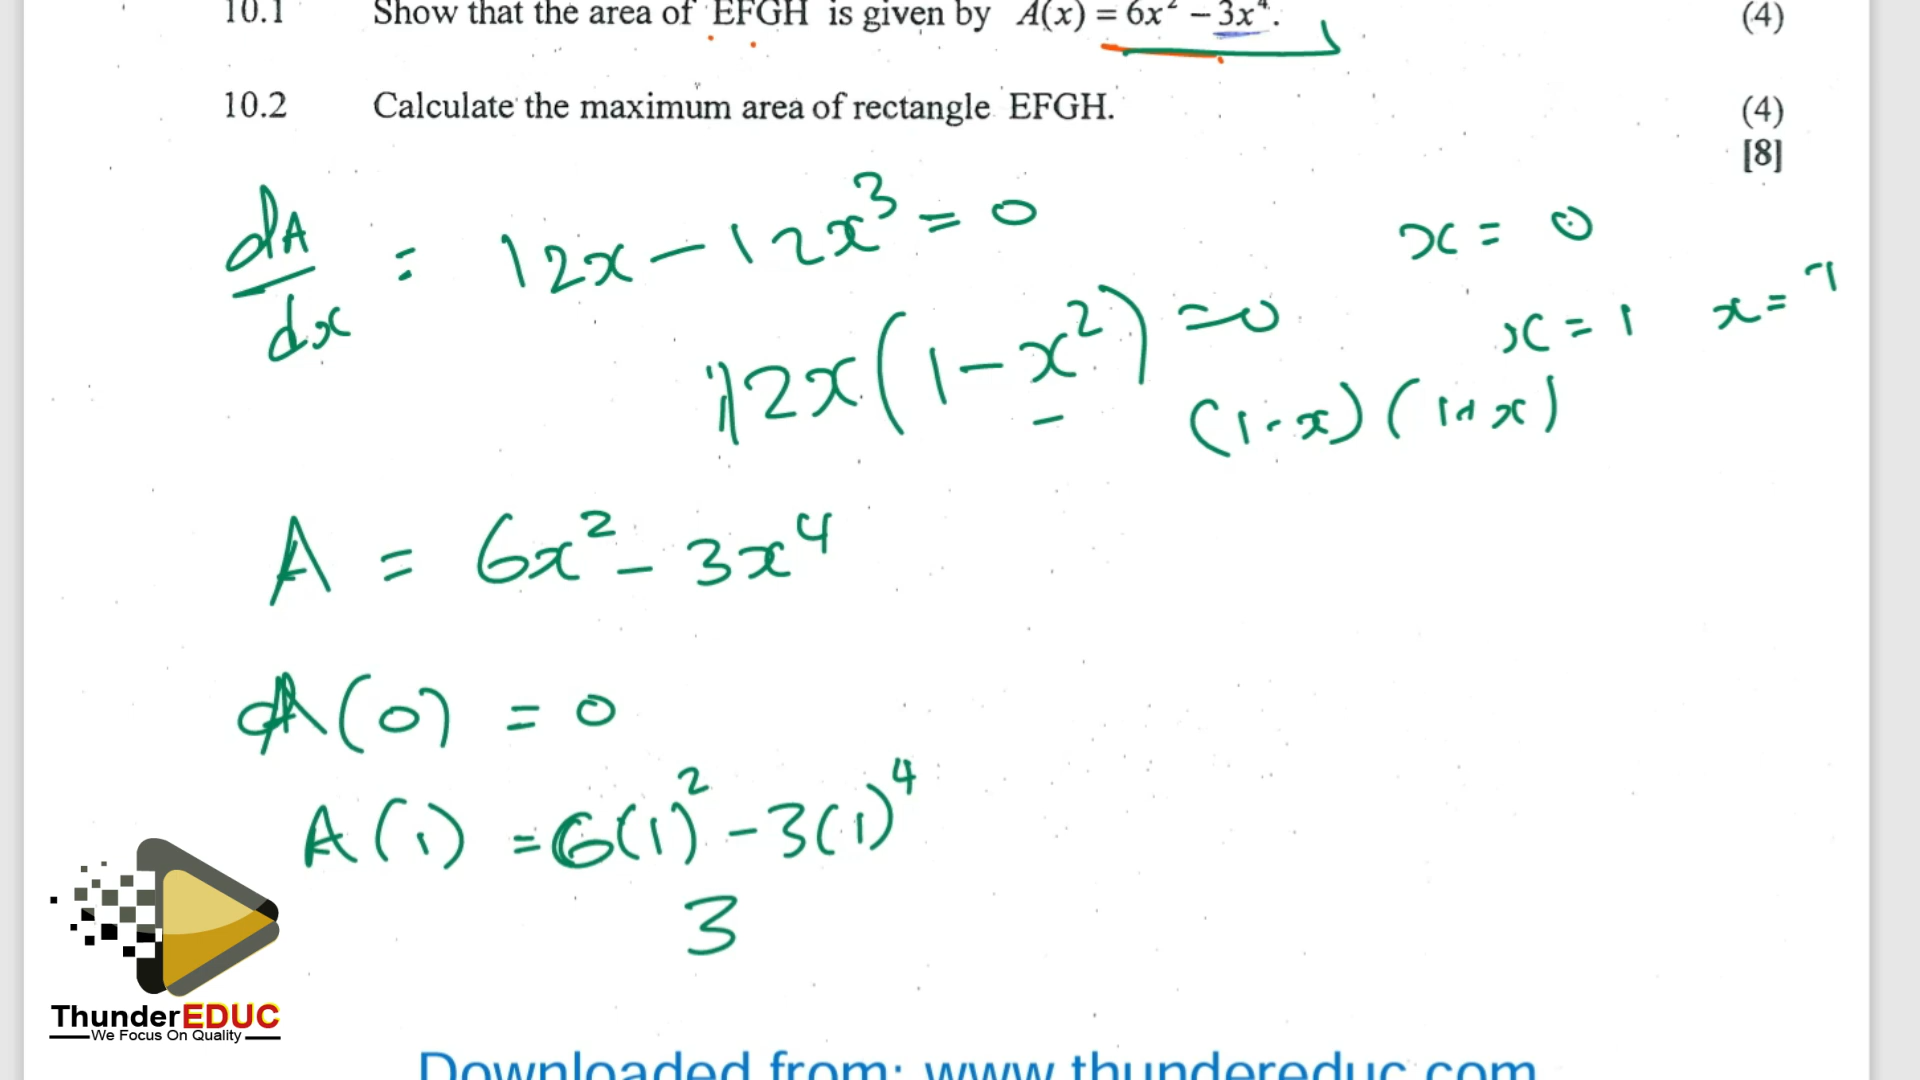 10.1 Show that the area of EFGH is given by A(x) = 6x² – 3x⁴. (4)
10.2 Calculate the maximum area of rectangle EFGH. (4)
[8]
dA/dx = 12x – 12x³ = 0
x = 0
12x(1 – x²) = 0
x = 1 x = -1
(1-x)(1+x)
A = 6x² – 3x⁴
A(0) = 0
A(1) = 6(1)² – 3(1)⁴
3
ThunderEDUC
We Focus On Quality
Downloaded from: www.thundereduc.com